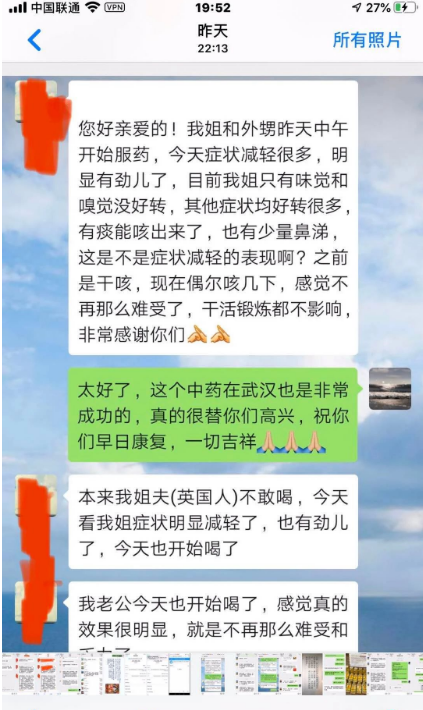 中国联通 VPN 19:52 27%
昨天
22:13
所有照片
您好亲爱的！我姐和外甥昨天中午
开始服药，今天症状减轻很多，明
显有劲儿了，目前我姐只有味觉和
嗅觉没好转，其他症状均好转很多，
有痰能咳出来了，也有少量鼻涕，
这是不是症状减轻的表现啊？之前
是干咳，现在偶尔咳几下，感觉不
再那么难受了，干活锻炼都不影响，
非常感谢你们🙏🙏
太好了，这个中药在武汉也是非常
成功的，真的很替你们高兴，祝你
们早日康复，一切吉祥🙏🙏🙏
本来我姐夫(英国人)不敢喝，今天
看我姐症状明显减轻了，也有劲儿
了，今天也开始喝了
我老公今天也开始喝了，感觉真的
效果很明显，就是不再那么难受和